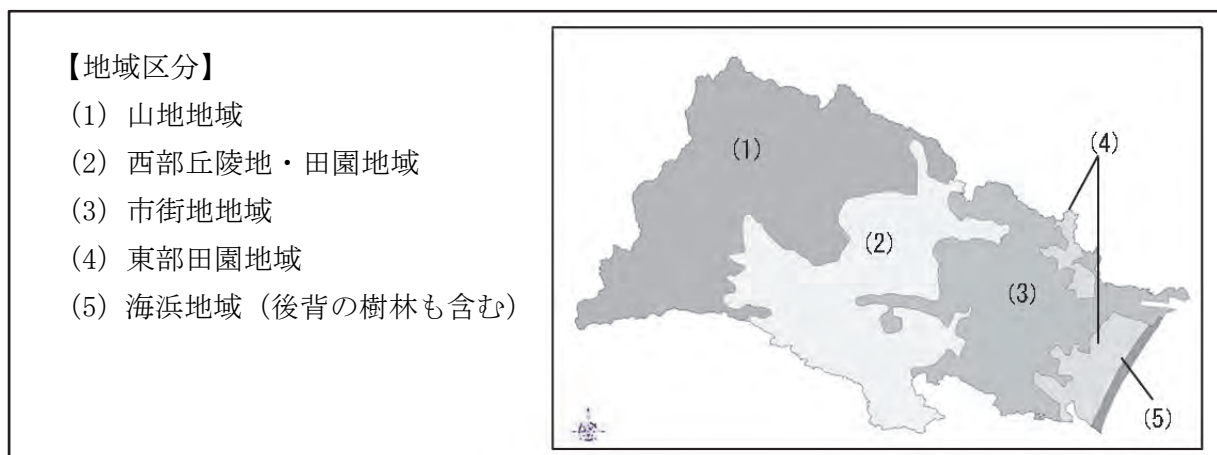 【地域区分】
(1) 山地地域
(2) 西部丘陵地・田園地域
(3) 市街地地域
(4) 東部田園地域
(5) 海浜地域（後背の樹林も含む）
(1)
(4)
(2)
(3)
(5)